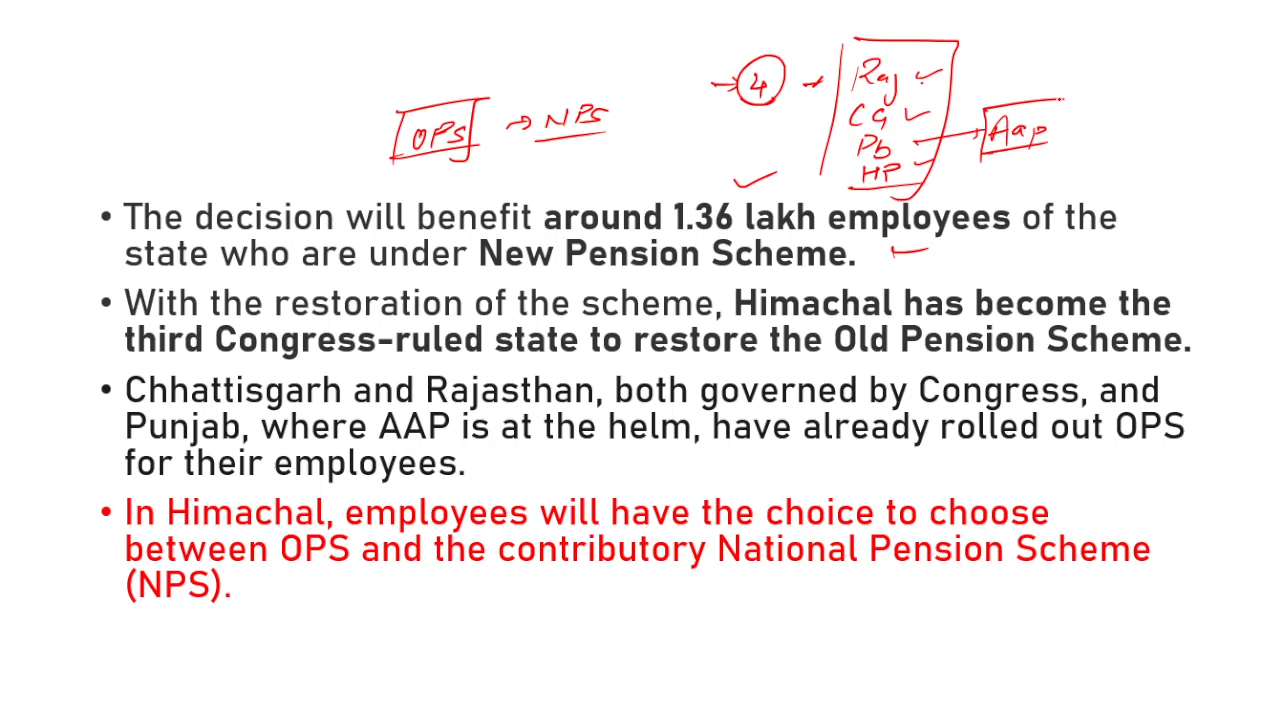 → 4 → Raj ✓
CG ✓
Pb → Aap
HP ✓
OPS → NPS
• The decision will benefit around 1.36 lakh employees of the
state who are under New Pension Scheme.
• With the restoration of the scheme, Himachal has become the
third Congress-ruled state to restore the Old Pension Scheme.
• Chhattisgarh and Rajasthan, both governed by Congress, and
Punjab, where AAP is at the helm, have already rolled out OPS
for their employees.
• In Himachal, employees will have the choice to choose
between OPS and the contributory National Pension Scheme
(NPS).